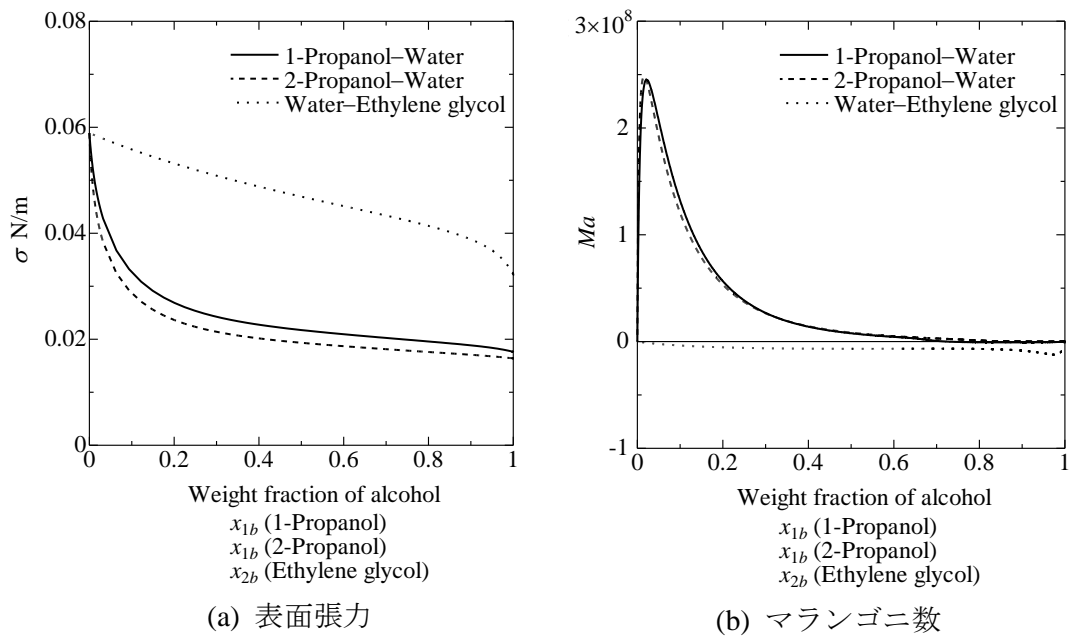 0.08
0.06
0.04
0.02
0
σ N/m
1-Propanol–Water
2-Propanol–Water
Water–Ethylene glycol
0 0.2 0.4 0.6 0.8 1
Weight fraction of alcohol
x1b (1-Propanol)
x1b (2-Propanol)
x2b (Ethylene glycol)
(a) 表面張力
3×10⁸
2
1
0
-1
Ma
1-Propanol–Water
2-Propanol–Water
Water–Ethylene glycol
0 0.2 0.4 0.6 0.8 1
Weight fraction of alcohol
x1b (1-Propanol)
x1b (2-Propanol)
x2b (Ethylene glycol)
(b) マランゴニ数